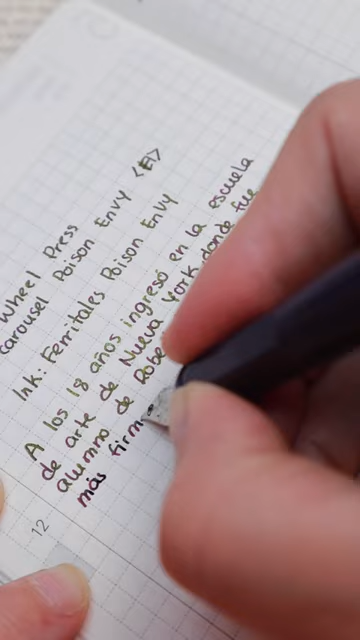 Wheel Press
Carousel Poison Envy <F>
Ink: Ferritales Poison Envy
A los 18 años ingresó en la escuela
de arte de Nueva York donde fue
alumno de Robe
más firm
12